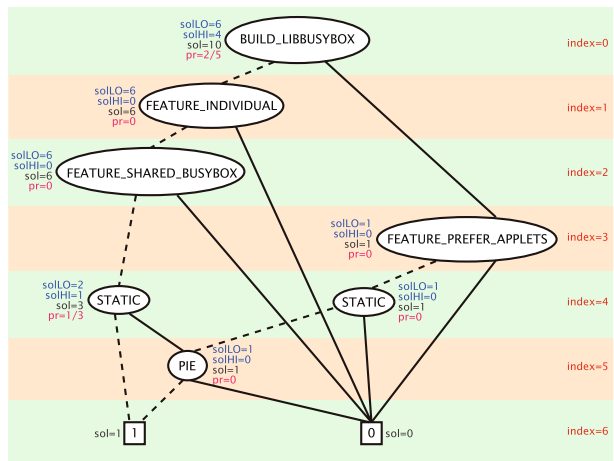 solLO=6
solHI=4
sol=10
pr=2/5
BUILD_LIBBUSYBOX
index=0
solLO=6
solHI=0
sol=6
pr=0
FEATURE_INDIVIDUAL
index=1
solLO=6
solHI=0
sol=6
pr=0
FEATURE_SHARED_BUSYBOX
index=2
solLO=1
solHI=0
sol=1
pr=0
FEATURE_PREFER_APPLETS
index=3
solLO=2
solHI=1
sol=3
pr=1/3
STATIC
STATIC
solLO=1
solHI=0
sol=1
pr=0
index=4
PIE
solLO=1
solHI=0
sol=1
pr=0
index=5
sol=1
1
0
sol=0
index=6